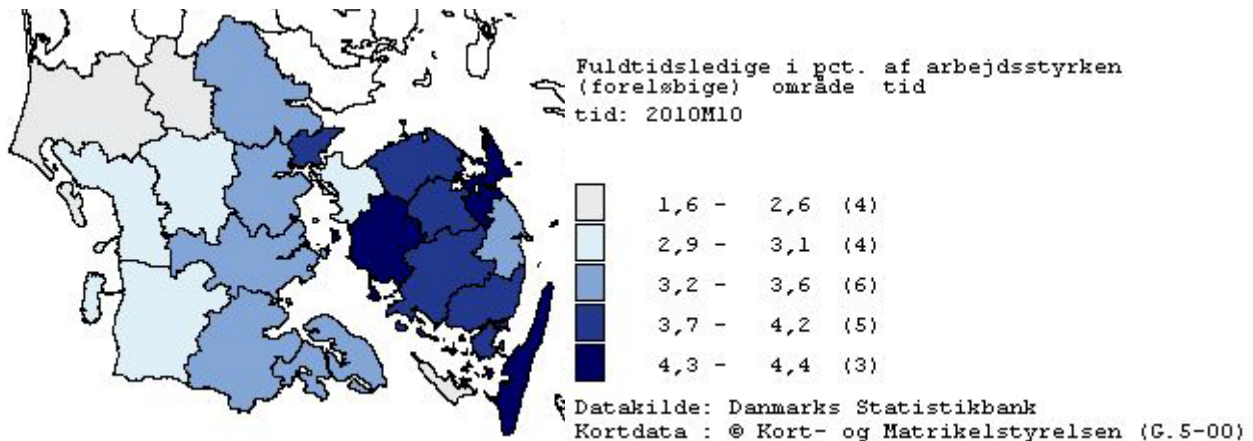 Fuldtidsledige i pct. af arbejdsstyrken
(foreløbige) område tid
tid: 2010M10
1,6 - 2,6 (4)
2,9 - 3,1 (4)
3,2 - 3,6 (6)
3,7 - 4,2 (5)
4,3 - 4,4 (3)
Datakilde: Danmarks Statistikbank
Kortdata : © Kort- og Matrikelstyrelsen (G.5-00)